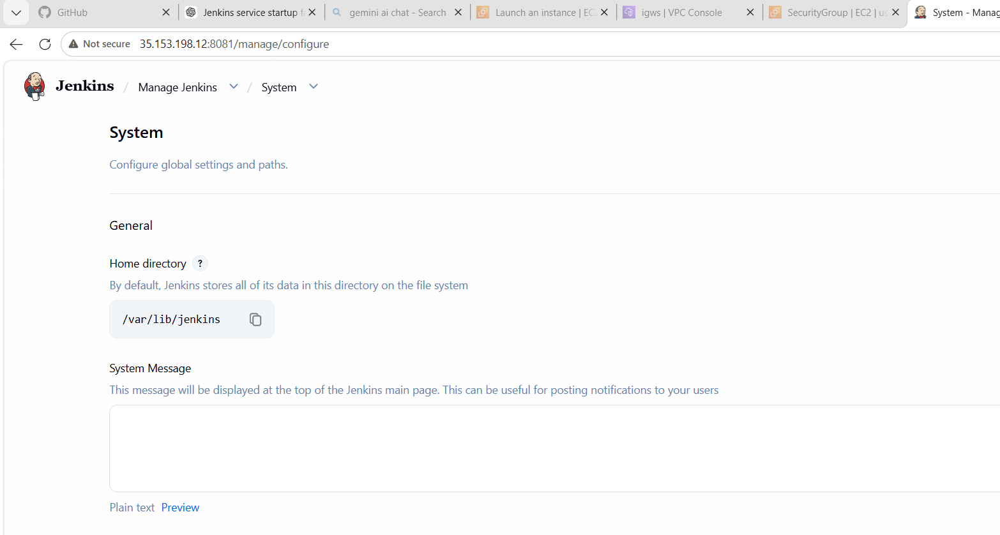 GitHub
Jenkins service startup f
gemini ai chat - Search
Launch an instance | EC
igws | VPC Console
SecurityGroup | EC2 | us
System - Manag
Not secure 35.153.198.12:8081/manage/configure
Jenkins / Manage Jenkins / System
System
Configure global settings and paths.
General
Home directory ?
By default, Jenkins stores all of its data in this directory on the file system
/var/lib/jenkins
System Message
This message will be displayed at the top of the Jenkins main page. This can be useful for posting notifications to your users
Plain text Preview